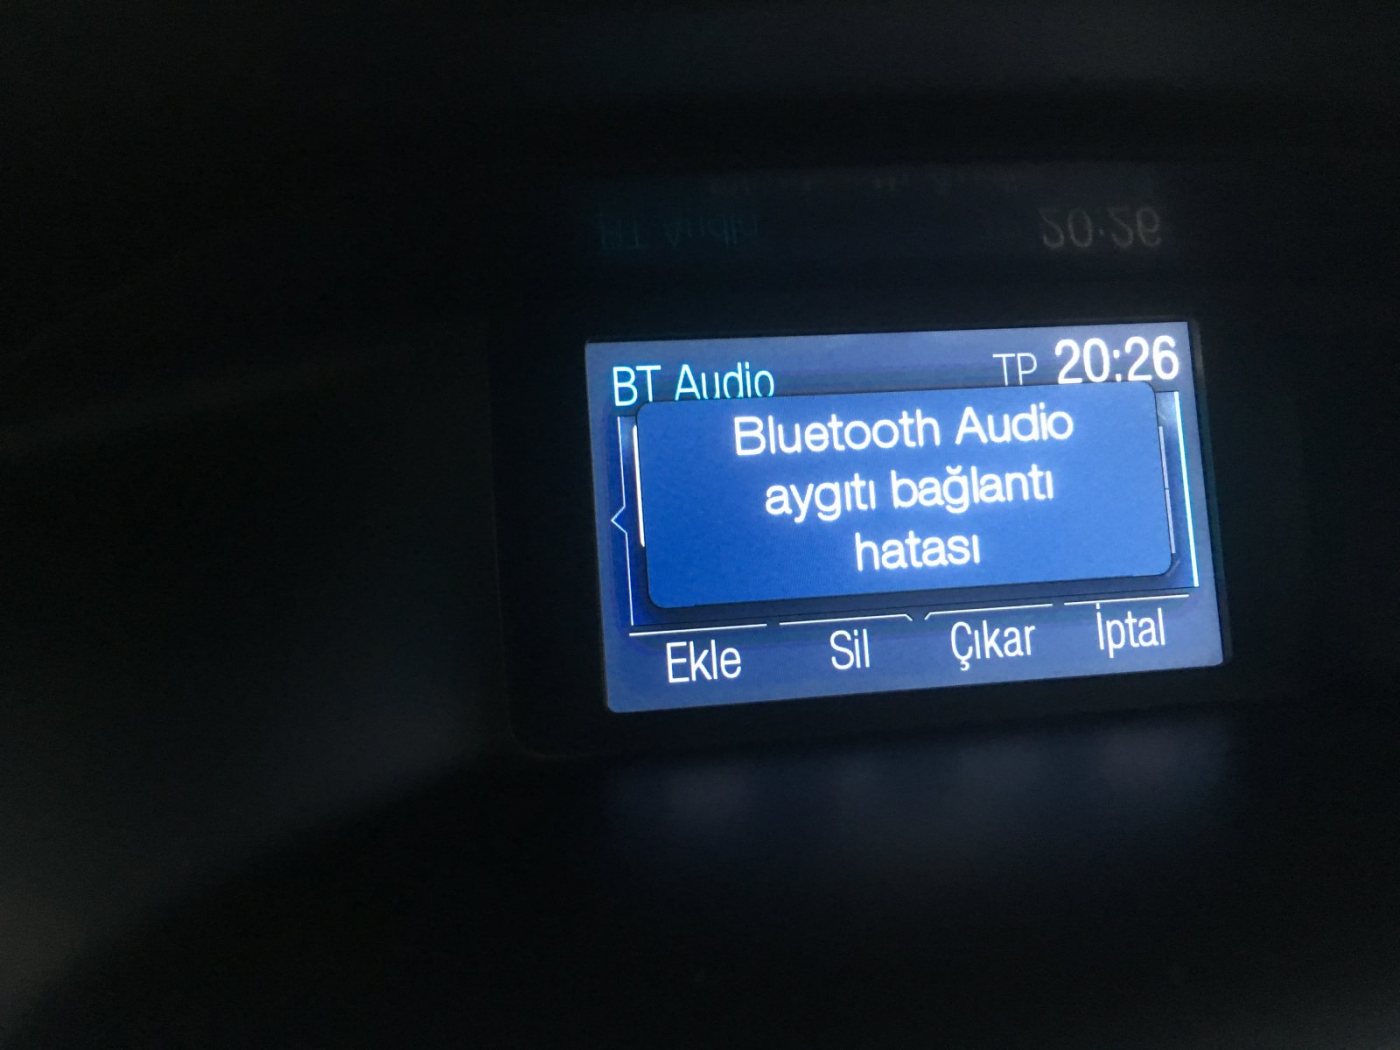 BT Audio TP 20:26
Bluetooth Audio
aygıtı bağlantı
hatası
Ekle Sil Çıkar İptal